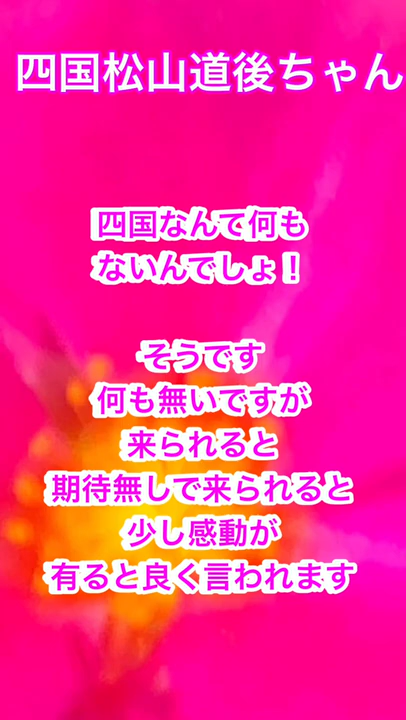 四国松山道後ちゃん
四国なんて何も
ないんでしょ！
そうです
何も無いですが
来られると
期待無しで来られると
少し感動が
有ると良く言われます